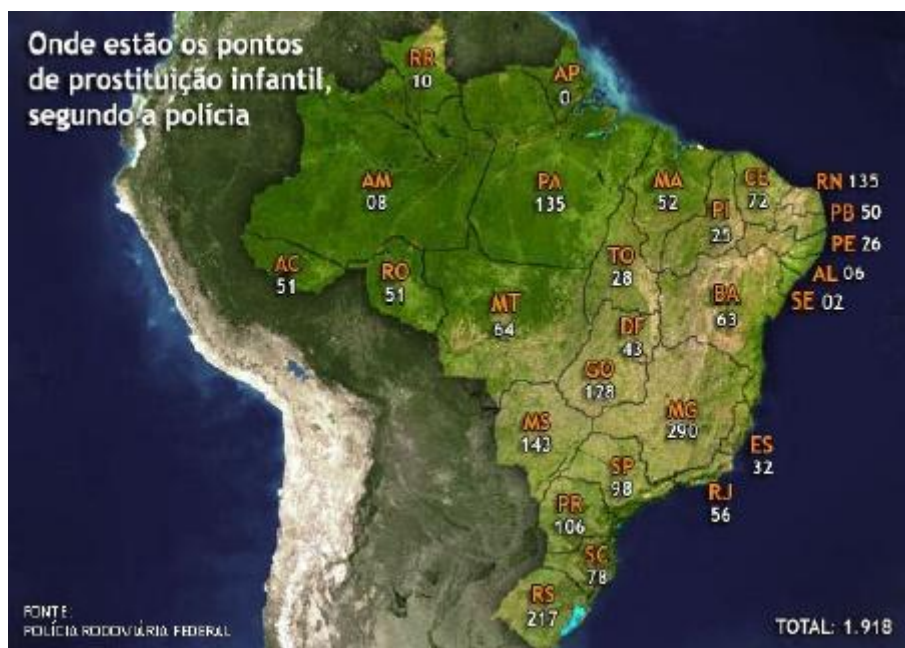 Onde estão os pontos
de prostituição infantil,
segundo a polícia
RR
10
AP
0
AM
08
PA
135
MA
52
CE
72
RN 135
PI
25
PB 50
PE 26
AL 06
SE 02
AC
51
RO
51
TO
28
MT
64
BA
63
DF
43
GO
128
MG
290
MS
143
ES
32
SP
98
RJ
56
PR
106
SC
78
RS
217
FONTE:
POLÍCIA RODOVIÁRIA FEDERAL
TOTAL: 1.918